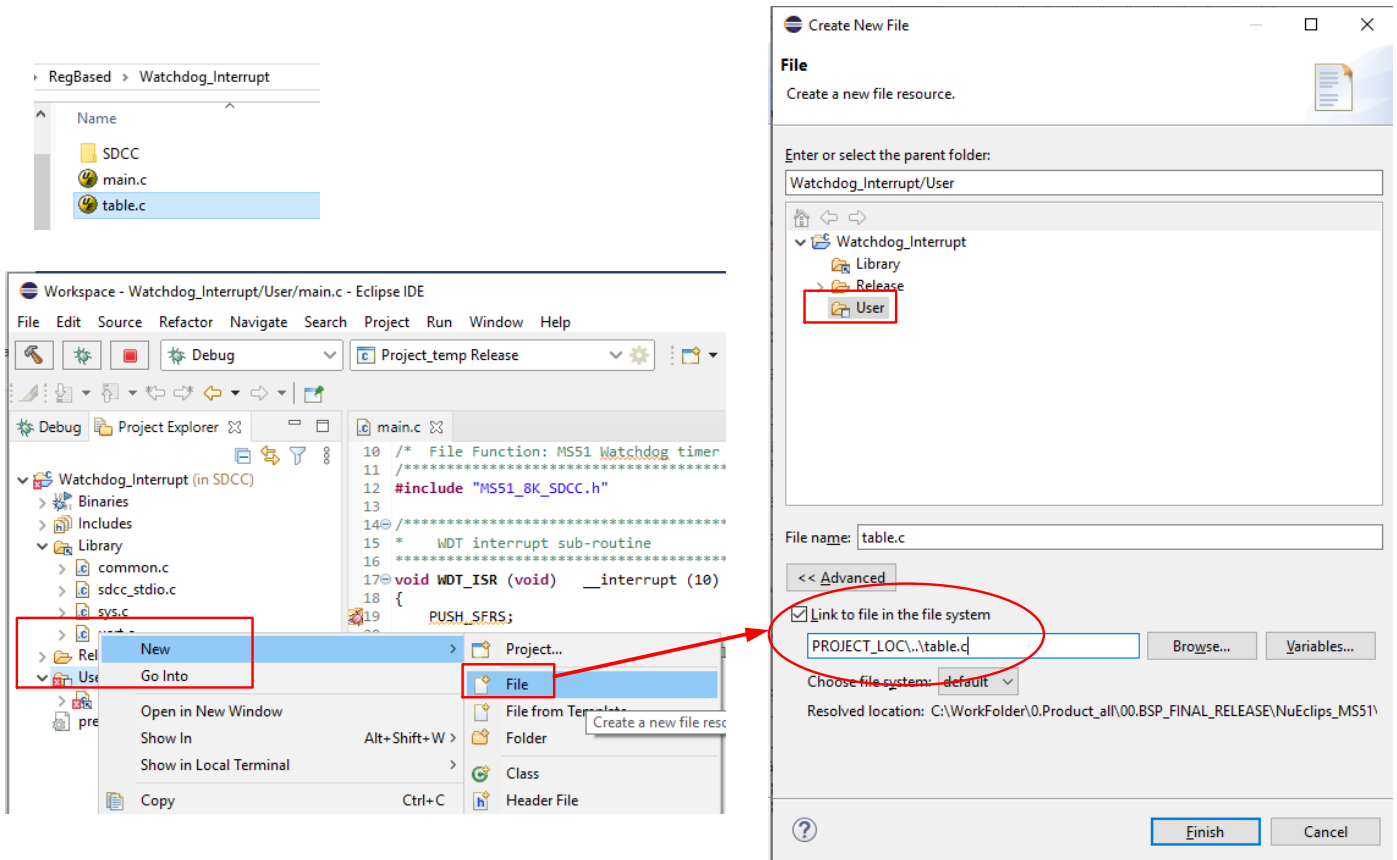 RegBased > Watchdog_Interrupt
Name
SDCC
main.c
table.c
Workspace - Watchdog_Interrupt/User/main.c - Eclipse IDE
File Edit Source Refactor Navigate Search Project Run Window Help
Debug
Project_temp Release
Debug
Project Explorer
main.c
Watchdog_Interrupt (in SDCC)
Binaries
Includes
Library
common.c
sdcc_stdio.c
sys.c
Rel
Use
pre
10 /* File Function: MS51 Watchdog timer
11 /**************************************
12 #include "MS51_8K_SDCC.h"
13
14 /**************************************
15 * WDT interrupt sub-routine
16 ***************************************
17 void WDT_ISR (void) __interrupt (10)
18 {
19 PUSH_SFRS;
New >
Go Into
Open in New Window
Show In Alt+Shift+W >
Show in Local Terminal >
Copy Ctrl+C
Project...
File
File from Template
Create a new file reso
Folder
Class
Header File
Create New File
File
Create a new file resource.
Enter or select the parent folder:
Watchdog_Interrupt/User
Watchdog_Interrupt
Library
Release
User
File name: table.c
<< Advanced
Link to file in the file system
PROJECT_LOC\..\table.c
Browse...
Variables...
Choose file system: default
Resolved location: C:\WorkFolder\0.Product_all\00.BSP_FINAL_RELEASE\NuEclips_MS51\
Finish
Cancel